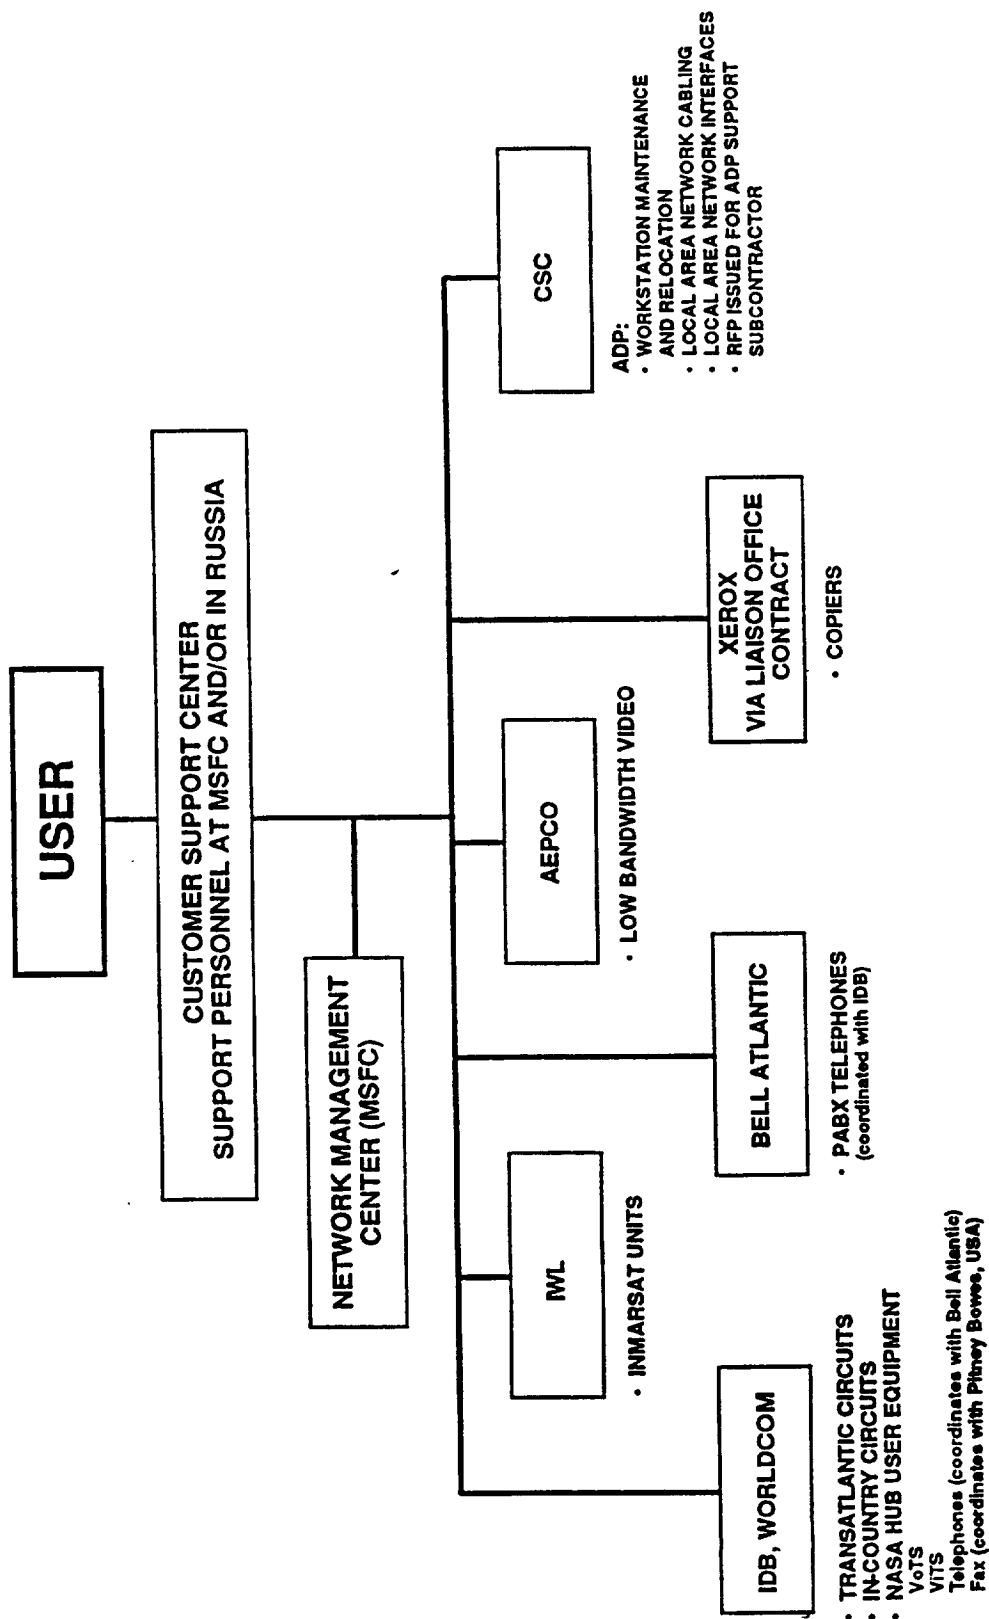 USER
CUSTOMER SUPPORT CENTER
SUPPORT PERSONNEL AT MSFC AND/OR IN RUSSIA
NETWORK MANAGEMENT
CENTER (MSFC)
IDB, WORLDCOM
• TRANSATLANTIC CIRCUITS
• IN-COUNTRY CIRCUITS
• NASA HUB USER EQUIPMENT
VoTS
ViTS
Telephones (coordinates with Bell Atlantic)
Fax (coordinates with Pitney Bowes, USA)
IWL
• INMARSAT UNITS
BELL ATLANTIC
• PABX TELEPHONES
(coordinated with IDB)
AEPCO
• LOW BANDWIDTH VIDEO
XEROX
VIA LIAISON OFFICE
CONTRACT
• COPIERS
CSC
ADP:
• WORKSTATION MAINTENANCE
AND RELOCATION
• LOCAL AREA NETWORK CABLING
• LOCAL AREA NETWORK INTERFACES
• RFP ISSUED FOR ADP SUPPORT
SUBCONTRACTOR